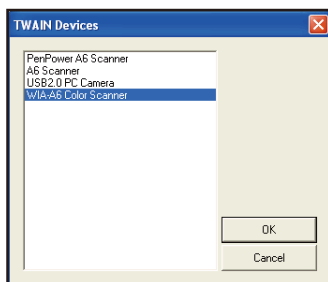 TWAIN Devices
PenPower A6 Scanner
A6 Scanner
USB2.0 PC Camera
WIA-A6 Color Scanner
OK
Cancel